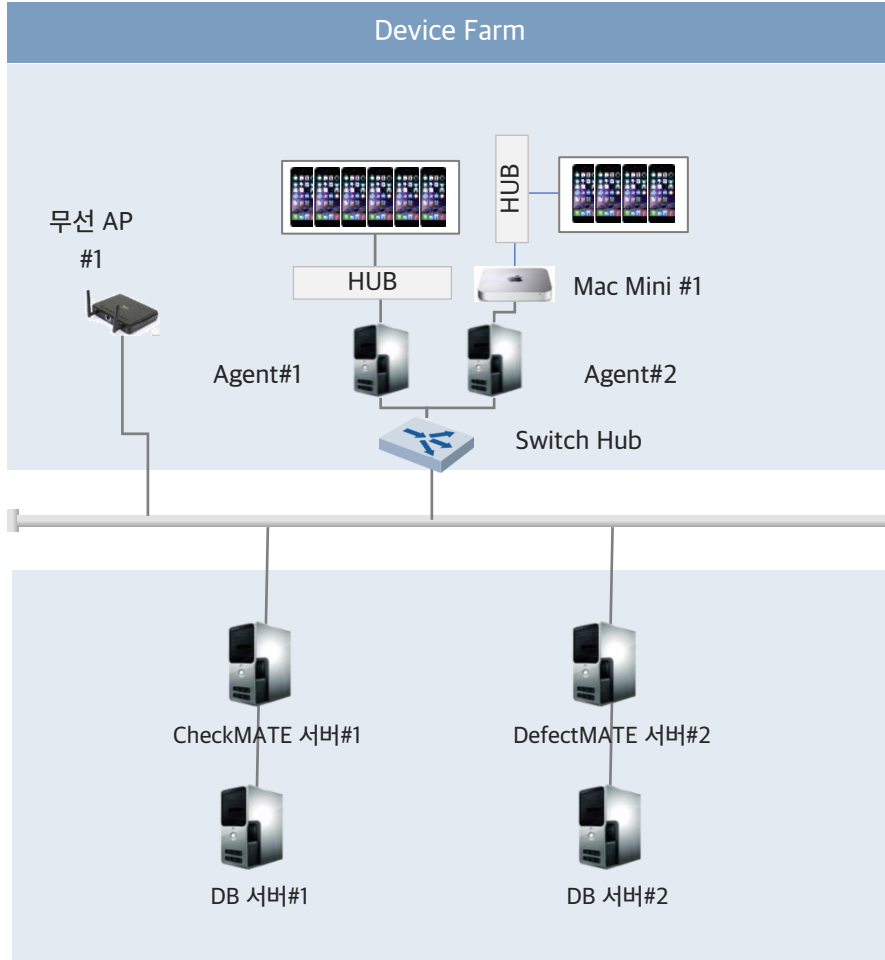 Device Farm
HUB
무선 AP
#1
HUB
Mac Mini #1
Agent#1
Agent#2
Switch Hub
CheckMATE 서버#1
DefectMATE 서버#2
DB 서버#1
DB 서버#2